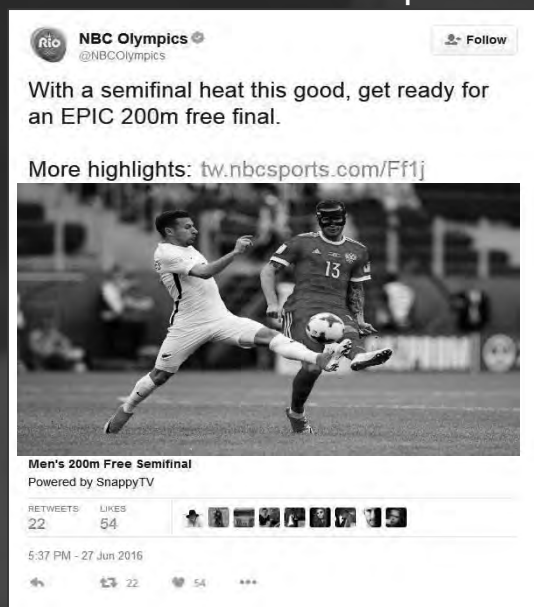 Rio
NBC Olympics
@NBCOlympics
Follow
With a semifinal heat this good, get ready for
an EPIC 200m free final.
More highlights: tw.nbcsports.com/Ff1j
13
Men's 200m Free Semifinal
Powered by SnappyTV
RETWEETS LIKES
22 54
5:37 PM - 27 Jun 2016
22 54